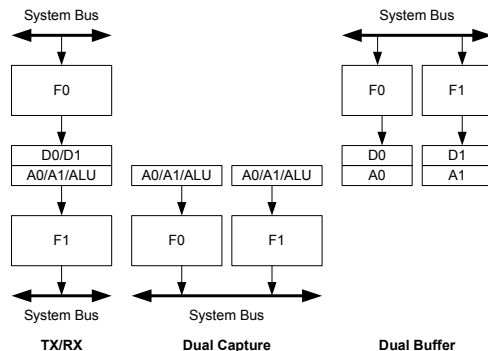 System Bus
System Bus
F0
F0
F1
D0/D1
A0/A1/ALU
A0/A1/ALU
A0/A1/ALU
D0
D1
A0
A1
F1
F0
F1
System Bus
System Bus
TX/RX
Dual Capture
Dual Buffer